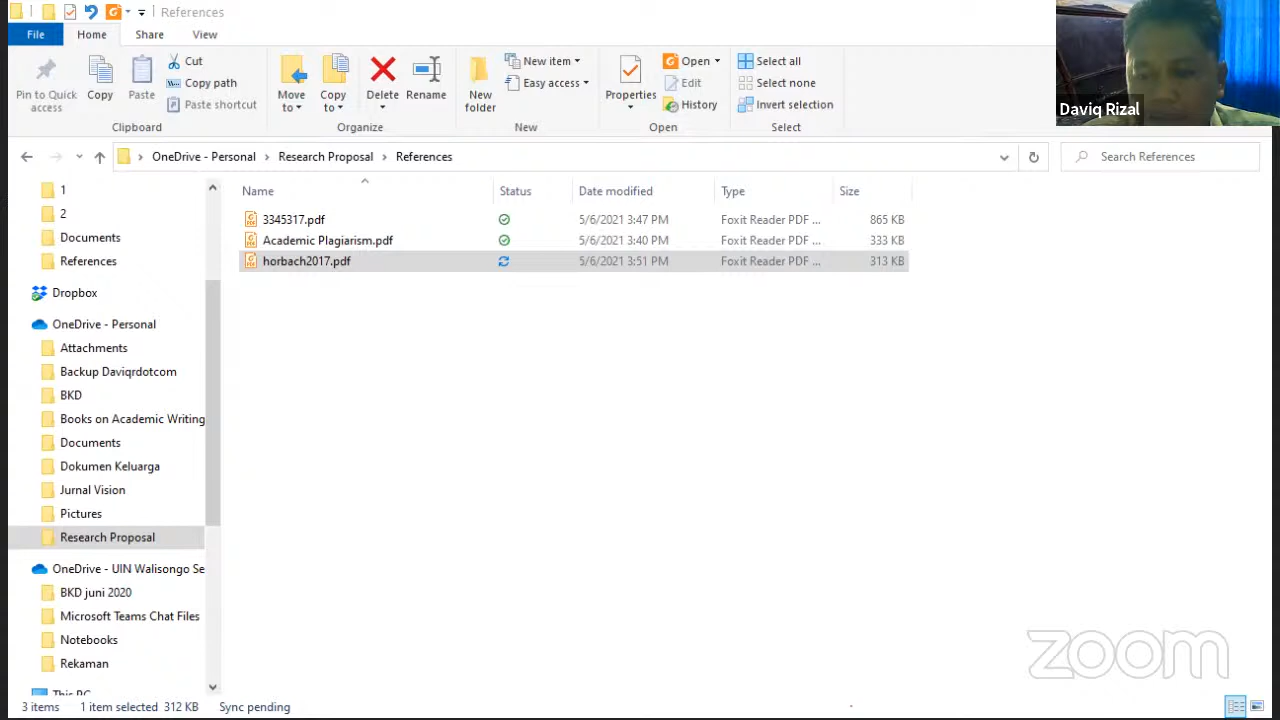 References
File Home Share View
Pin to Quick access
Copy
Paste
Cut
Copy path
Paste shortcut
Clipboard
Move to
Copy to
Delete
Rename
Organize
New folder
New item
Easy access
New
Properties
Open
Edit
History
Open
Select all
Select none
Invert selection
Select
Daviq Rizal
OneDrive - Personal Research Proposal References
Search References
Name Status Date modified Type Size
3345317.pdf 5/6/2021 3:47 PM Foxit Reader PDF ... 865 KB
Academic Plagiarism.pdf 5/6/2021 3:40 PM Foxit Reader PDF ... 333 KB
horbach2017.pdf 5/6/2021 3:51 PM Foxit Reader PDF ... 313 KB
1
2
Documents
References
Dropbox
OneDrive - Personal
Attachments
Backup Daviqrdotcom
BKD
Books on Academic Writing
Documents
Dokumen Keluarga
Jurnal Vision
Pictures
Research Proposal
OneDrive - UIN Walisongo Se
BKD juni 2020
Microsoft Teams Chat Files
Notebooks
Rekaman
This PC
zoom
3 items 1 item selected 312 KB Sync pending